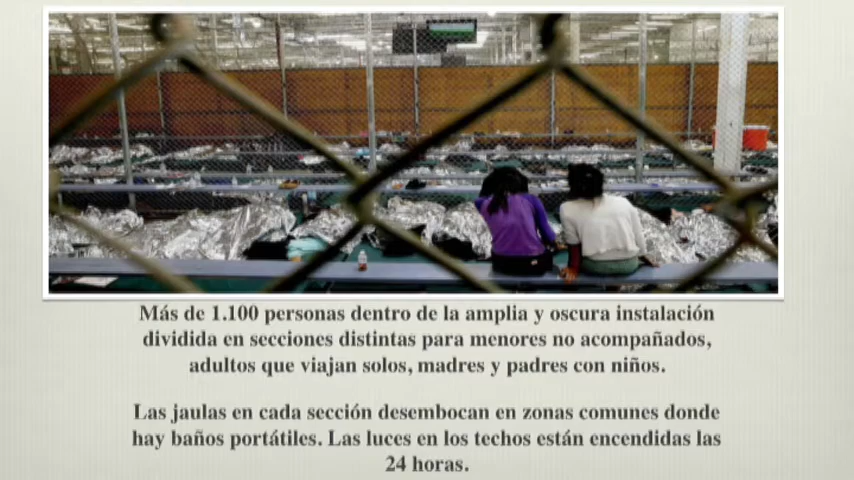 Más de 1.100 personas dentro de la amplia y oscura instalación
dividida en secciones distintas para menores no acompañados,
adultos que viajan solos, madres y padres con niños.
Las jaulas en cada sección desembocan en zonas comunes donde
hay baños portátiles. Las luces en los techos están encendidas las
24 horas.